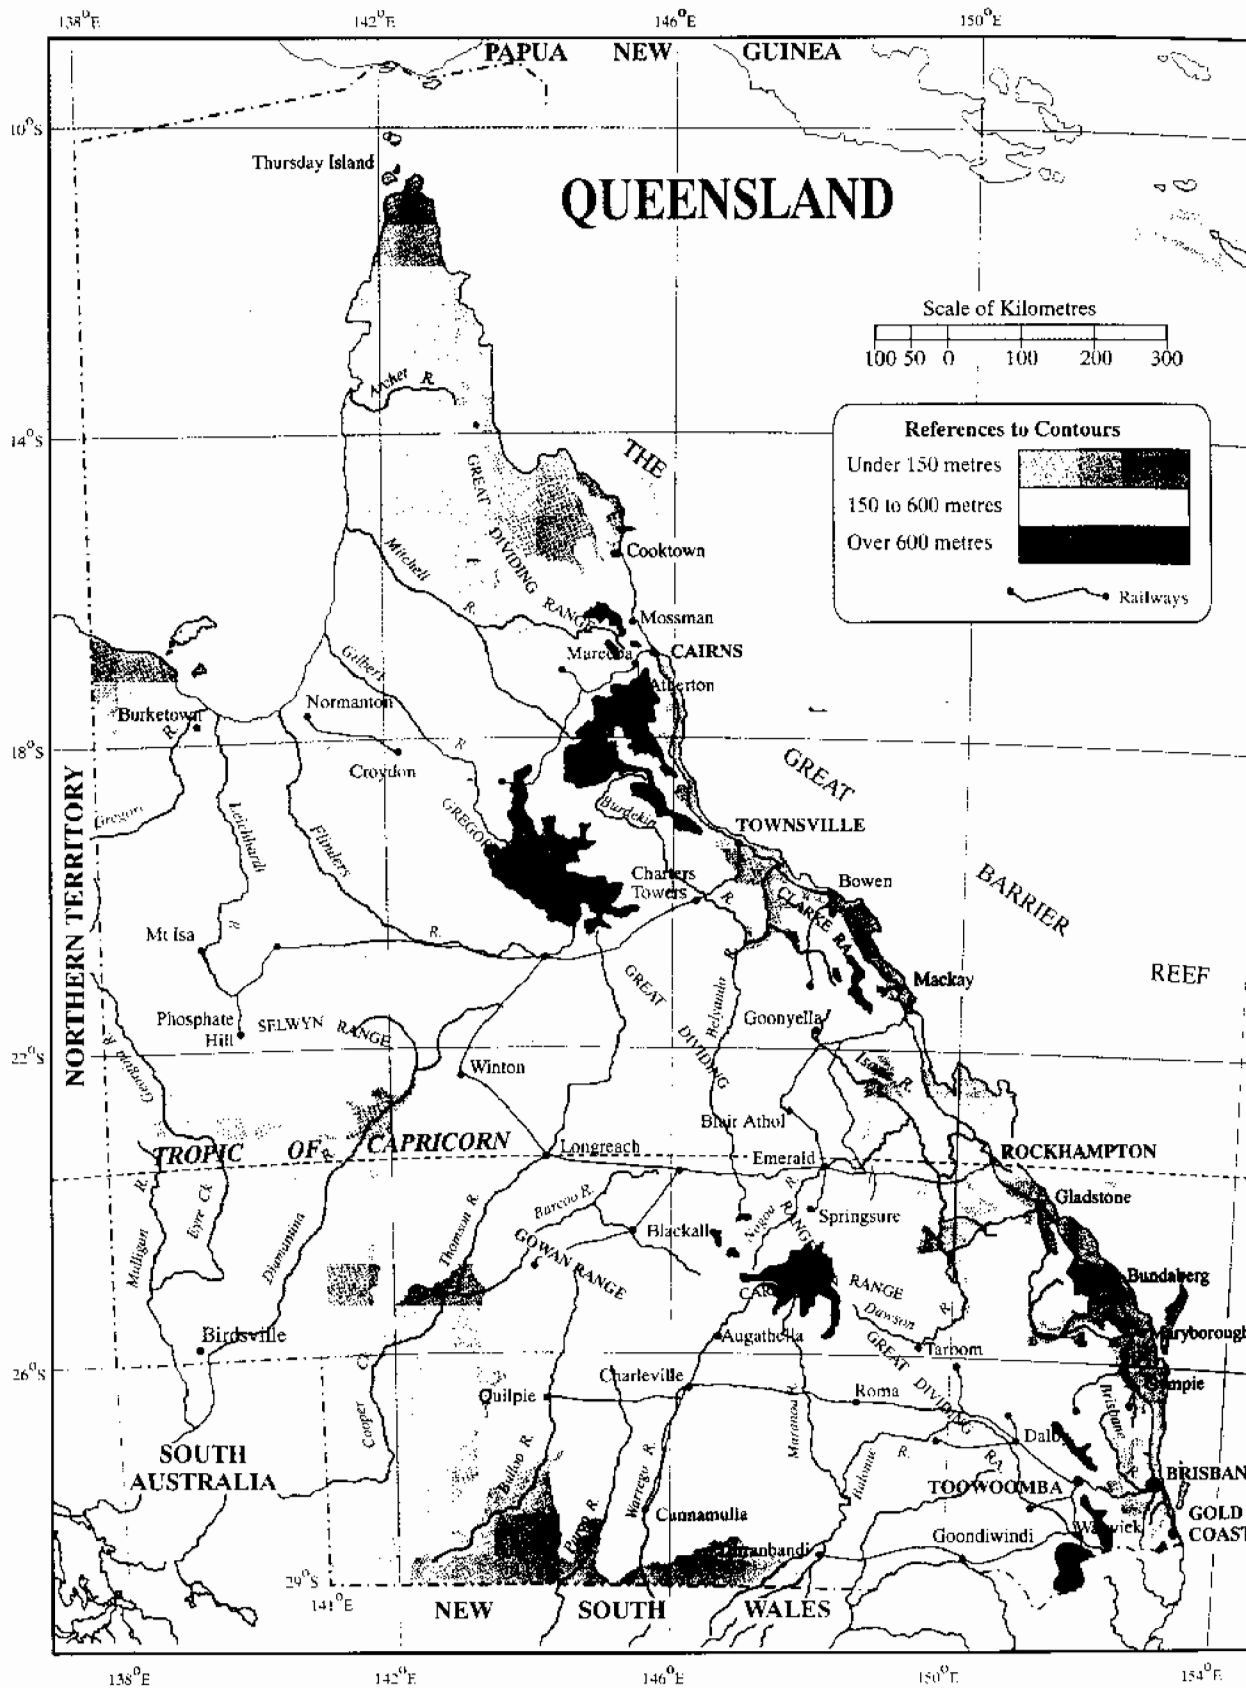 138°E 142°E 146°E 150°E
PAPUA NEW GUINEA
10°S
Thursday Island
QUEENSLAND
Scale of Kilometres
100 50 0 100 200 300
References to Contours
Under 150 metres
150 to 600 metres
Over 600 metres
Railways
Archer R.
14°S
THE
GREAT
DIVIDING
RANGE
Cooktown
Mitchell
R.
Mossman
Mareeba
CAIRNS
Atherton
Gilbert
R.
Normanton
Burketown
R.
Croydon
18°S
GREAT
Gregory
Leichhardt
R.
Flinders
R.
Burdekin
R.
TOWNSVILLE
Charters
Towers
Bowen
CLARKE RA.
BARRIER
REEF
NORTHERN TERRITORY
Mt Isa
Mackay
GREAT
DIVIDING
Belyando
R.
Phosphate
Hill
SELWYN RANGE
Goonyella
22°S
Georgina R.
Winton
Isaac R.
Blair Athol
TROPIC OF CAPRICORN
Longreach
Emerald
ROCKHAMPTON
Gladstone
Mulligan
R.
Eyre Ck
Diamantina
R.
Thomson R.
Barcoo R.
Blackall
Nogoa
R.
Springsure
GOWAN RANGE
RANGE
RANGE
Dawson
R.
Bundaberg
Maryborough
Birdsville
Augathella
GREAT
DIVIDING
RA.
Tarbom
26°S
Cooper
Ck
Quilpie
Charleville
Roma
Gympie
Brisbane
SOUTH
AUSTRALIA
Bulloo R.
Paroo R.
Warrego R.
Maranoa
Balonne
R.
Dalby
TOOWOOMBA
BRISBAN
Cunnamulla
Goondiwindi
Warwick
GOLD
COAST
29°S
141°E
NEW SOUTH WALES
138°E 142°E 146°E 150°E 154°E